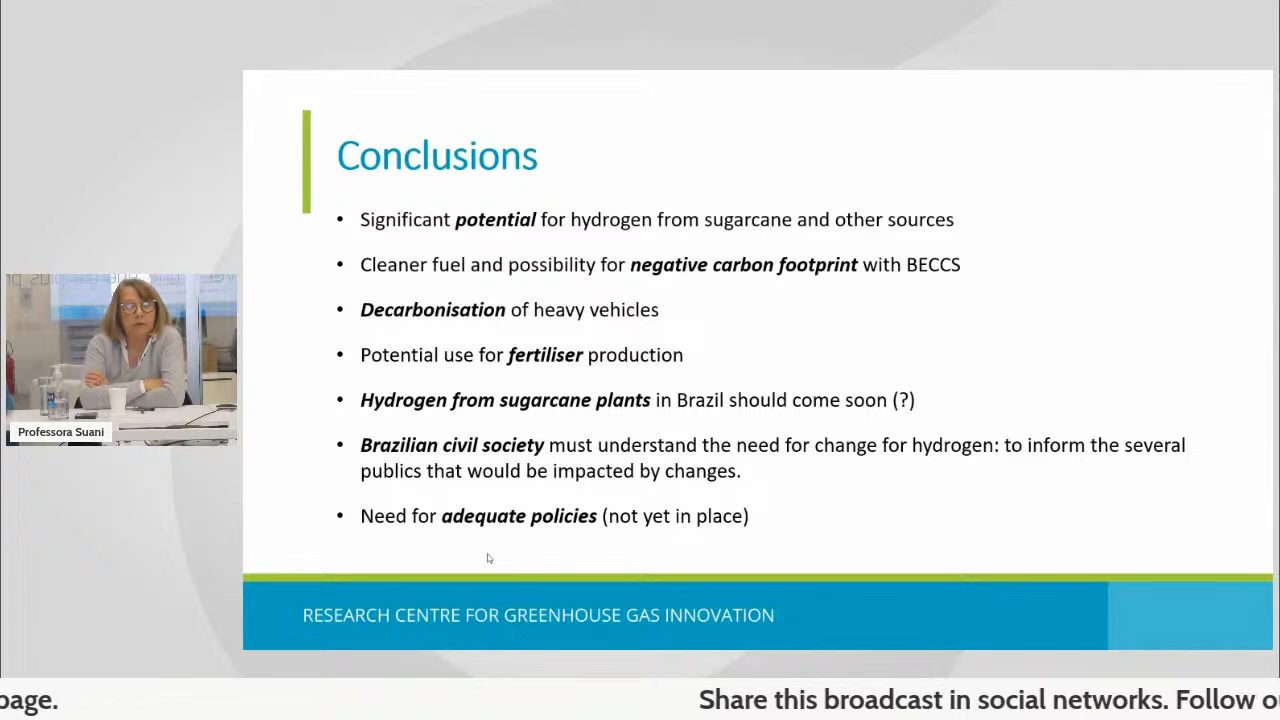 Conclusions
• Significant potential for hydrogen from sugarcane and other sources
• Cleaner fuel and possibility for negative carbon footprint with BECCS
• Decarbonisation of heavy vehicles
• Potential use for fertiliser production
• Hydrogen from sugarcane plants in Brazil should come soon (?)
• Brazilian civil society must understand the need for change for hydrogen: to inform the several
publics that would be impacted by changes.
• Need for adequate policies (not yet in place)
Professora Suani
RESEARCH CENTRE FOR GREENHOUSE GAS INNOVATION
page. Share this broadcast in social networks. Follow